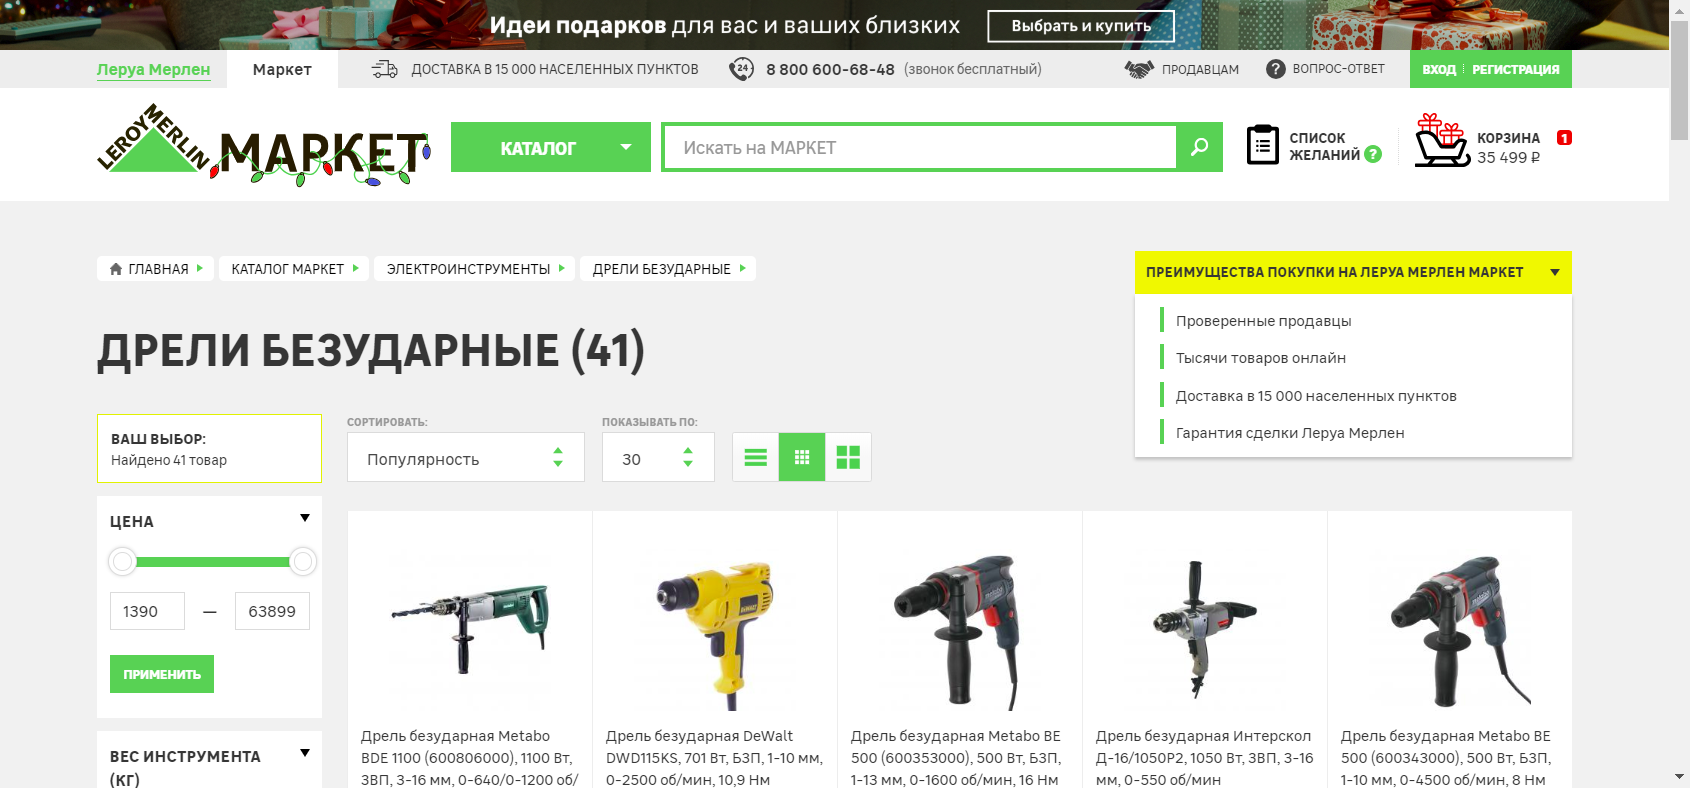 Идеи подарков для вас и ваших близких
Выбрать и купить
Леруа Мерлен
Маркет
ДОСТАВКА В 15 000 НАСЕЛЕННЫХ ПУНКТОВ
24
8 800 600-68-48 (звонок бесплатный)
ПРОДАВЦАМ
? ВОПРОС-ОТВЕТ
ВХОД
РЕГИСТРАЦИЯ
LEROY MERLIN МАРКЕТ
КАТАЛОГ
Искать на МАРКЕТ
СПИСОК
ЖЕЛАНИЙ ?
КОРЗИНА 1
35 499 ₽
ГЛАВНАЯ
КАТАЛОГ МАРКЕТ
ЭЛЕКТРОИНСТРУМЕНТЫ
ДРЕЛИ БЕЗУДАРНЫЕ
ПРЕИМУЩЕСТВА ПОКУПКИ НА ЛЕРУА МЕРЛЕН МАРКЕТ
Проверенные продавцы
Тысячи товаров онлайн
Доставка в 15 000 населенных пунктов
Гарантия сделки Леруа Мерлен
ДРЕЛИ БЕЗУДАРНЫЕ (41)
ВАШ ВЫБОР:
Найдено 41 товар
СОРТИРОВАТЬ:
Популярность
ПОКАЗЫВАТЬ ПО:
30
ЦЕНА
1390 — 63899
ПРИМЕНИТЬ
ВЕС ИНСТРУМЕНТА
(КГ)
Дрель безударная Metabo
BDE 1100 (600806000), 1100 Вт,
ЗВП, 3-16 мм, 0-640/0-1200 об/
Дрель безударная DeWalt
DWD115KS, 701 Вт, БЗП, 1-10 мм,
0-2500 об/мин, 10,9 Нм
Дрель безударная Metabo BE
500 (600353000), 500 Вт, БЗП,
1-13 мм, 0-1600 об/мин, 16 Нм
Дрель безударная Интерскол
Д-16/1050Р2, 1050 Вт, ЗВП, 3-16
мм, 0-550 об/мин
Дрель безударная Metabo BE
500 (600343000), 500 Вт, БЗП,
1-10 мм, 0-4500 об/мин, 8 Нм